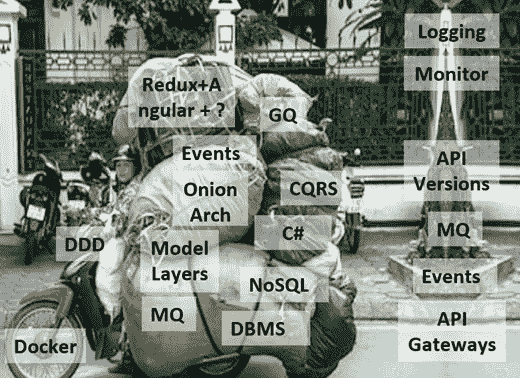 Logging
Monitor
Redux+A
ngular + ?
GQ
Events
API
Versions
Onion
Arch
CQRS
C#
MQ
DDD
Model
Layers
NoSQL
Events
MQ
DBMS
API
Gateways
Docker